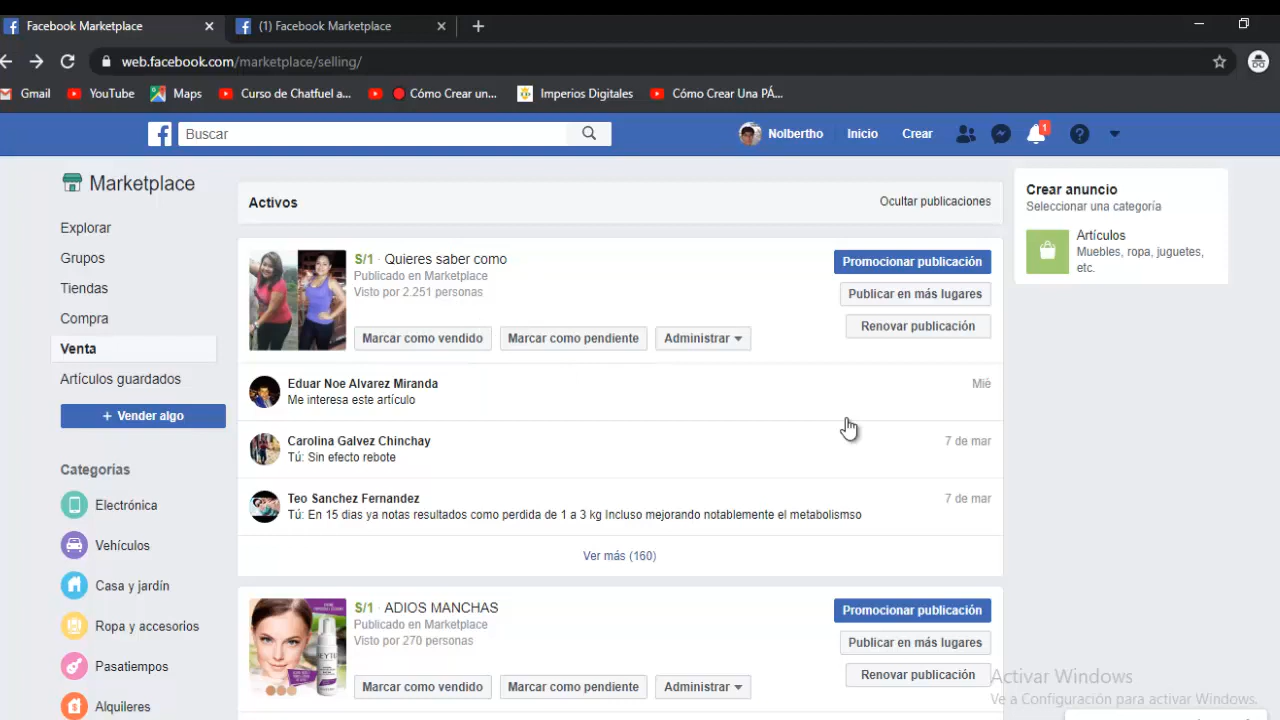 Facebook Marketplace
(1) Facebook Marketplace
web.facebook.com/marketplace/selling/
Gmail
YouTube
Maps
Curso de Chatfuel a...
Cómo Crear un...
Imperios Digitales
Cómo Crear Una PÁ...
Buscar
Nolbertho
Inicio
Crear
1
Marketplace
Explorar
Grupos
Tiendas
Compra
Venta
Artículos guardados
+ Vender algo
Categorías
Electrónica
Vehículos
Casa y jardín
Ropa y accesorios
Pasatiempos
Alquileres
Activos
Ocultar publicaciones
S/1 · Quieres saber como
Publicado en Marketplace
Visto por 2.251 personas
Marcar como vendido
Marcar como pendiente
Administrar
Promocionar publicación
Publicar en más lugares
Renovar publicación
Eduar Noe Alvarez Miranda
Mié
Me interesa este artículo
Carolina Galvez Chinchay
7 de mar
Tú: Sin efecto rebote
Teo Sanchez Fernandez
7 de mar
Tú: En 15 dias ya notas resultados como perdida de 1 a 3 kg Incluso mejorando notablemente el metabolismso
Ver más (160)
S/1 · ADIOS MANCHAS
Publicado en Marketplace
Visto por 270 personas
Marcar como vendido
Marcar como pendiente
Administrar
Promocionar publicación
Publicar en más lugares
Renovar publicación
Crear anuncio
Seleccionar una categoría
Artículos
Muebles, ropa, juguetes,
etc.
Activar Windows
Ve a Configuración para activar Windows.